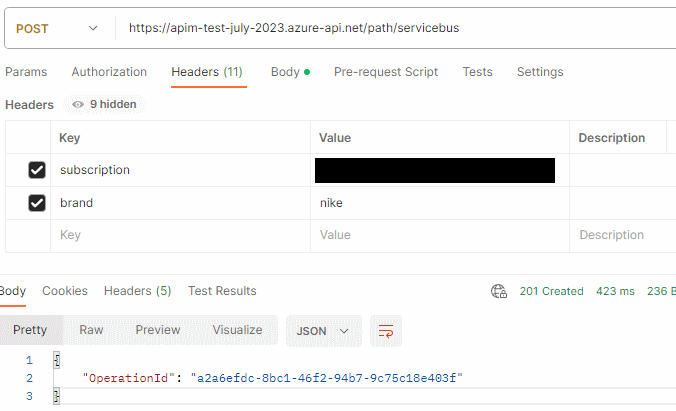 POST https://apim-test-july-2023.azure-api.net/path/servicebus
Params Authorization Headers (11) Body Pre-request Script Tests Settings
Headers 9 hidden
Key Value Description
subscription
brand nike
Key Value Description
Body Cookies Headers (5) Test Results 201 Created 423 ms 236 B
Pretty Raw Preview Visualize JSON
1 {
2 "OperationId": "a2a6efdc-8bc1-46f2-94b7-9c75c18e403f"
3 }